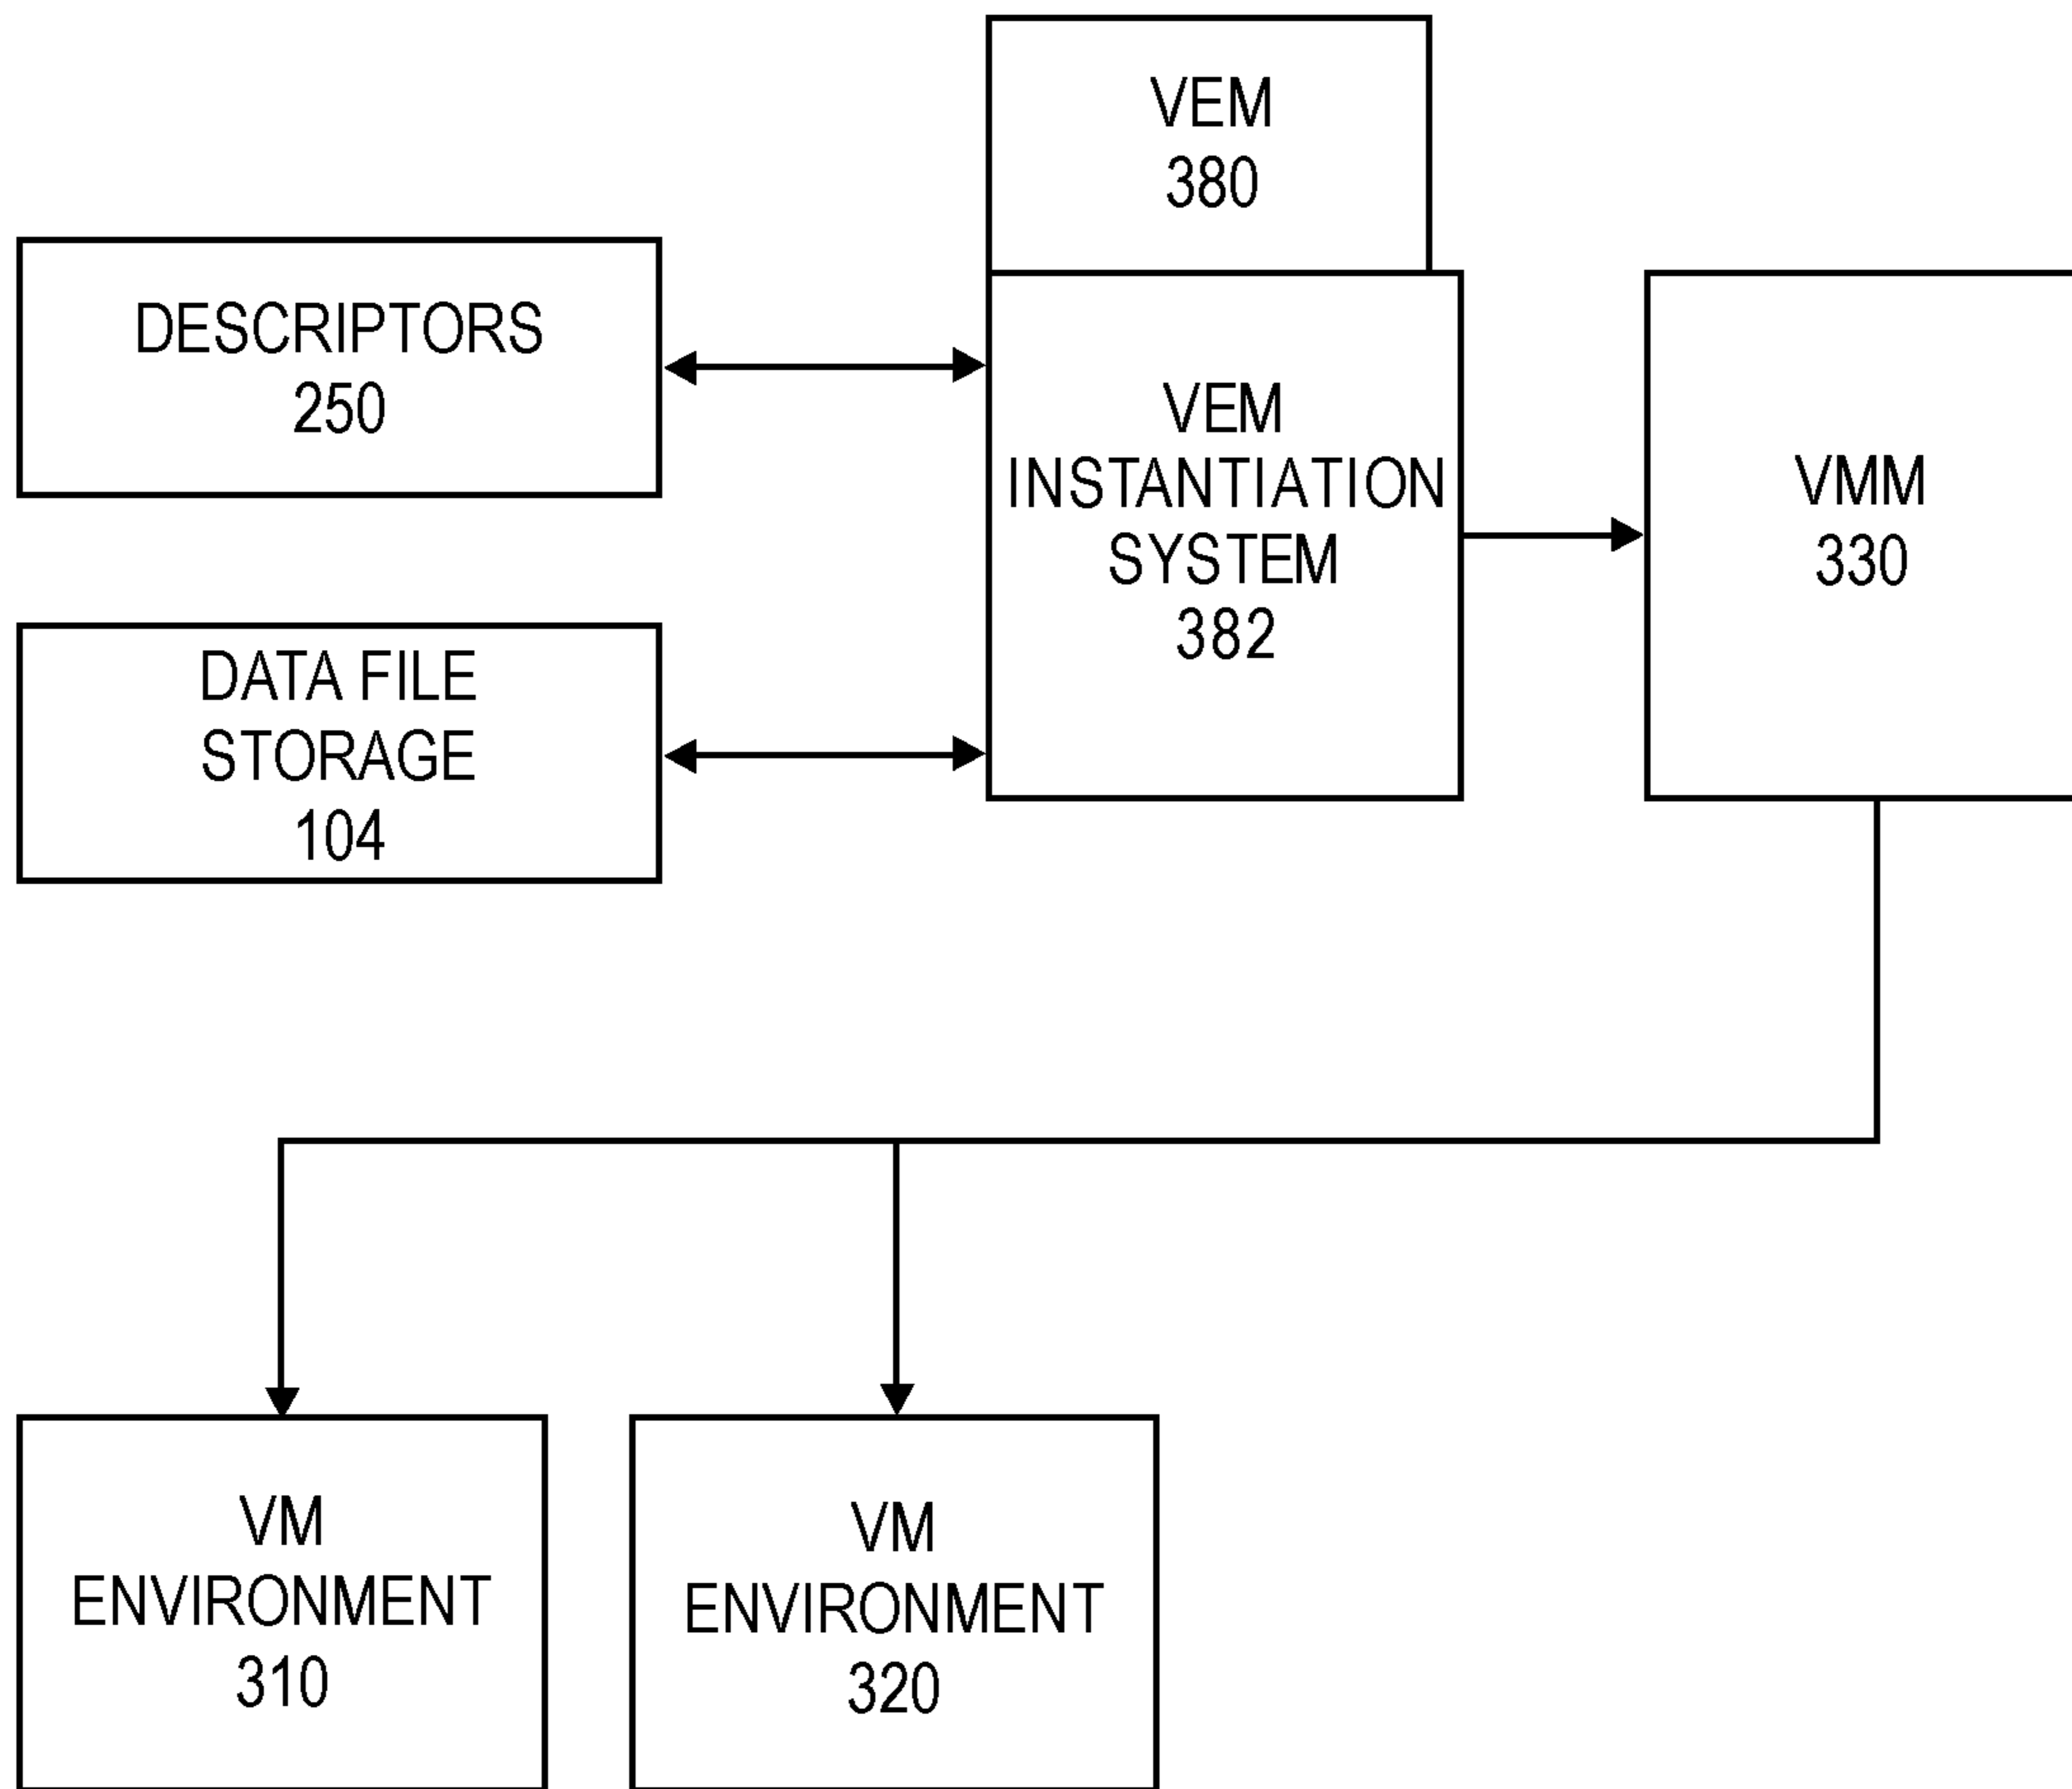 VEM
380
DESCRIPTORS
250
VEM
INSTANTIATION
SYSTEM
382
VMM
330
DATA FILE
STORAGE
104
VM
ENVIRONMENT
310
VM
ENVIRONMENT
320